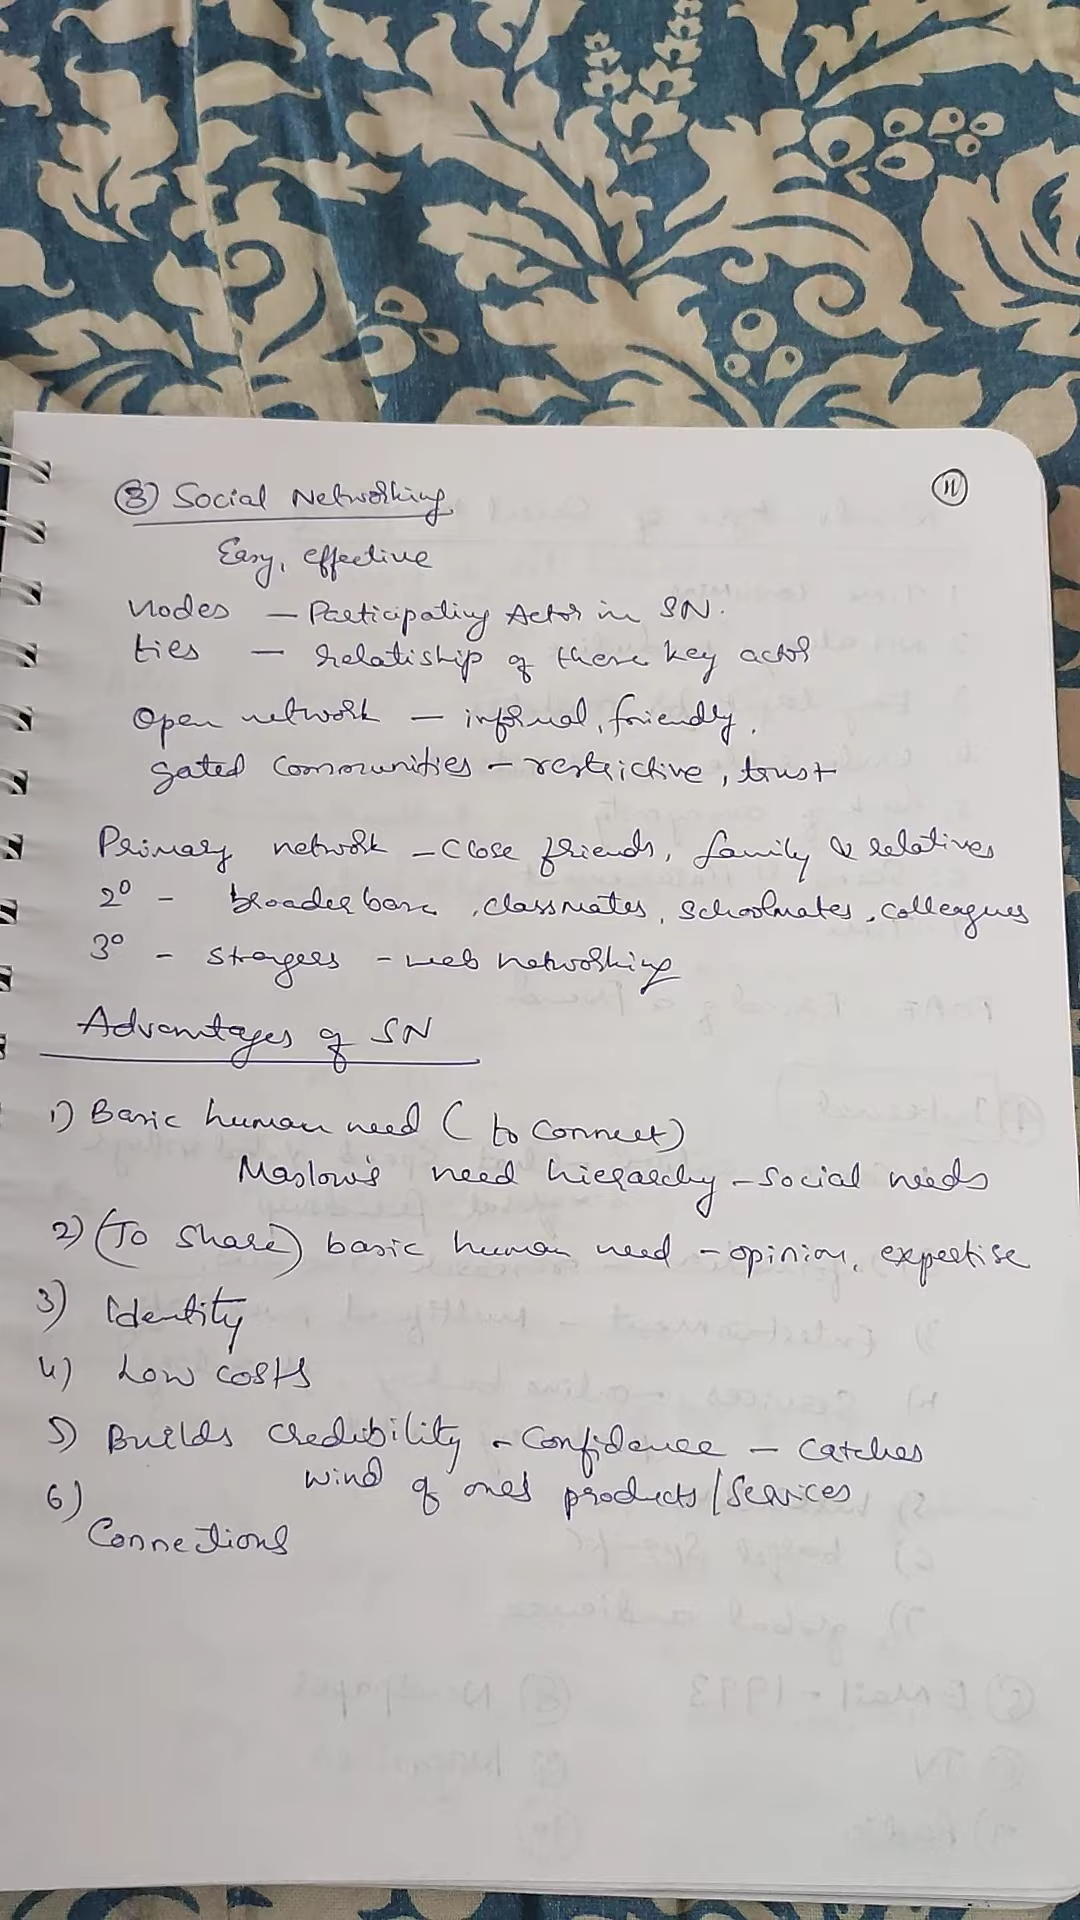 ③ Social Networking
11
Easy, effective
nodes — Participating Actor in SN.
ties — relatiship of these key actor
Open network — informal, friendly.
gated Communities – restrictive, trust
Primary network – Close friends, family & relatives
2° - broader base, classmates, schoolmates, colleagues
3° - strangers - web networking
Advantages of SN
1) Basic human need (to connect)
Maslow's need hierarchy – social needs
2) (To share) basic human need – opinion, expertise
3) Identity
4) Low costs
5) Builds credibility – Confidence – catches
wind of ones products/services
6)
Connections